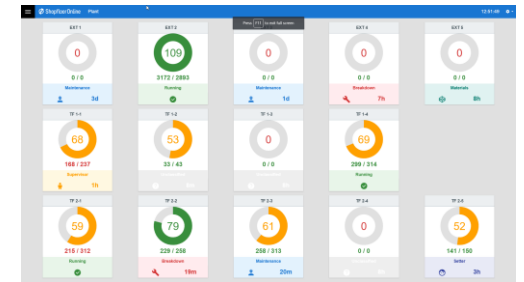 ShopfloorOnline Plant 12:51:49
Press F11 to exit full screen
EXT 1
0
0 / 0
Maintenance
3d
EXT 2
109
3172 / 2893
Running
0
0 / 0
Maintenance
1d
EXT 4
0
0 / 0
Breakdown
7h
EXT 5
0
0 / 0
Materials
8h
TF 1-1
68
168 / 237
Supervisor
1h
TF 1-2
53
33 / 43
TF 1-3
0
0 / 0
TF 1-4
69
299 / 314
Running
TF 2-1
59
215 / 312
Running
TF 2-2
79
229 / 258
Breakdown
19m
TF 2-3
61
258 / 313
Maintenance
20m
TF 2-4
0
0 / 0
TF 2-5
52
141 / 150
Setter
3h